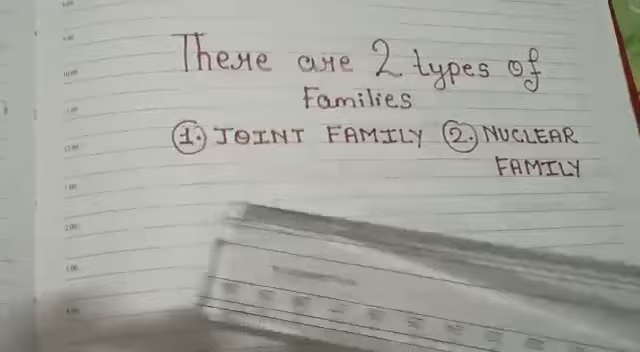 There are 2 types of
Families
1. JOINT FAMILY 2. NUCLEAR
FAMILY